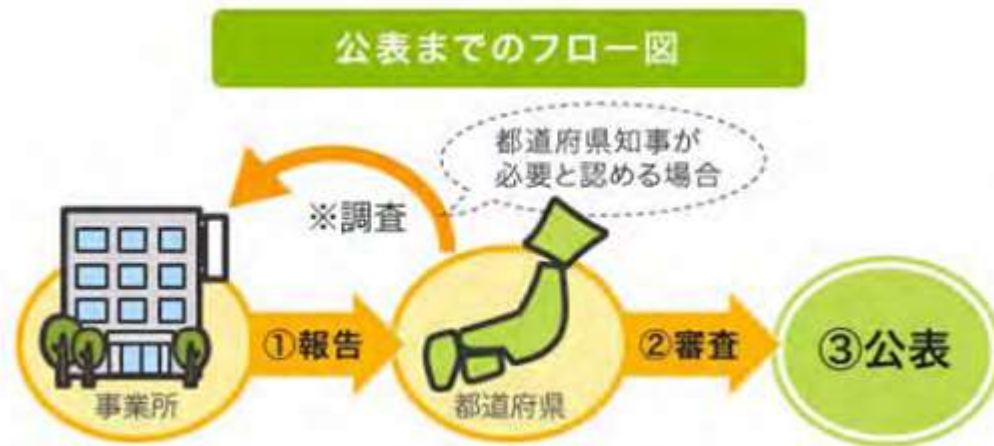 公表までのフロー図
都道府県知事が
必要と認める場合
※調査
①報告
②審査
③公表
事業所
都道府県